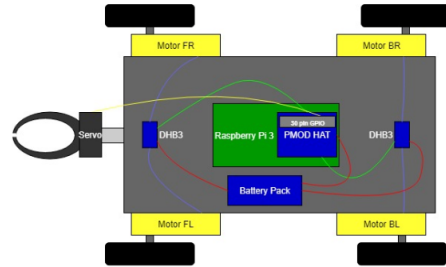 Motor FR
Motor BR
36 pin GPIO
Servo
DHB3
Raspberry Pi 3
PMOD HAT
DHB3
Battery Pack
Motor FL
Motor BL